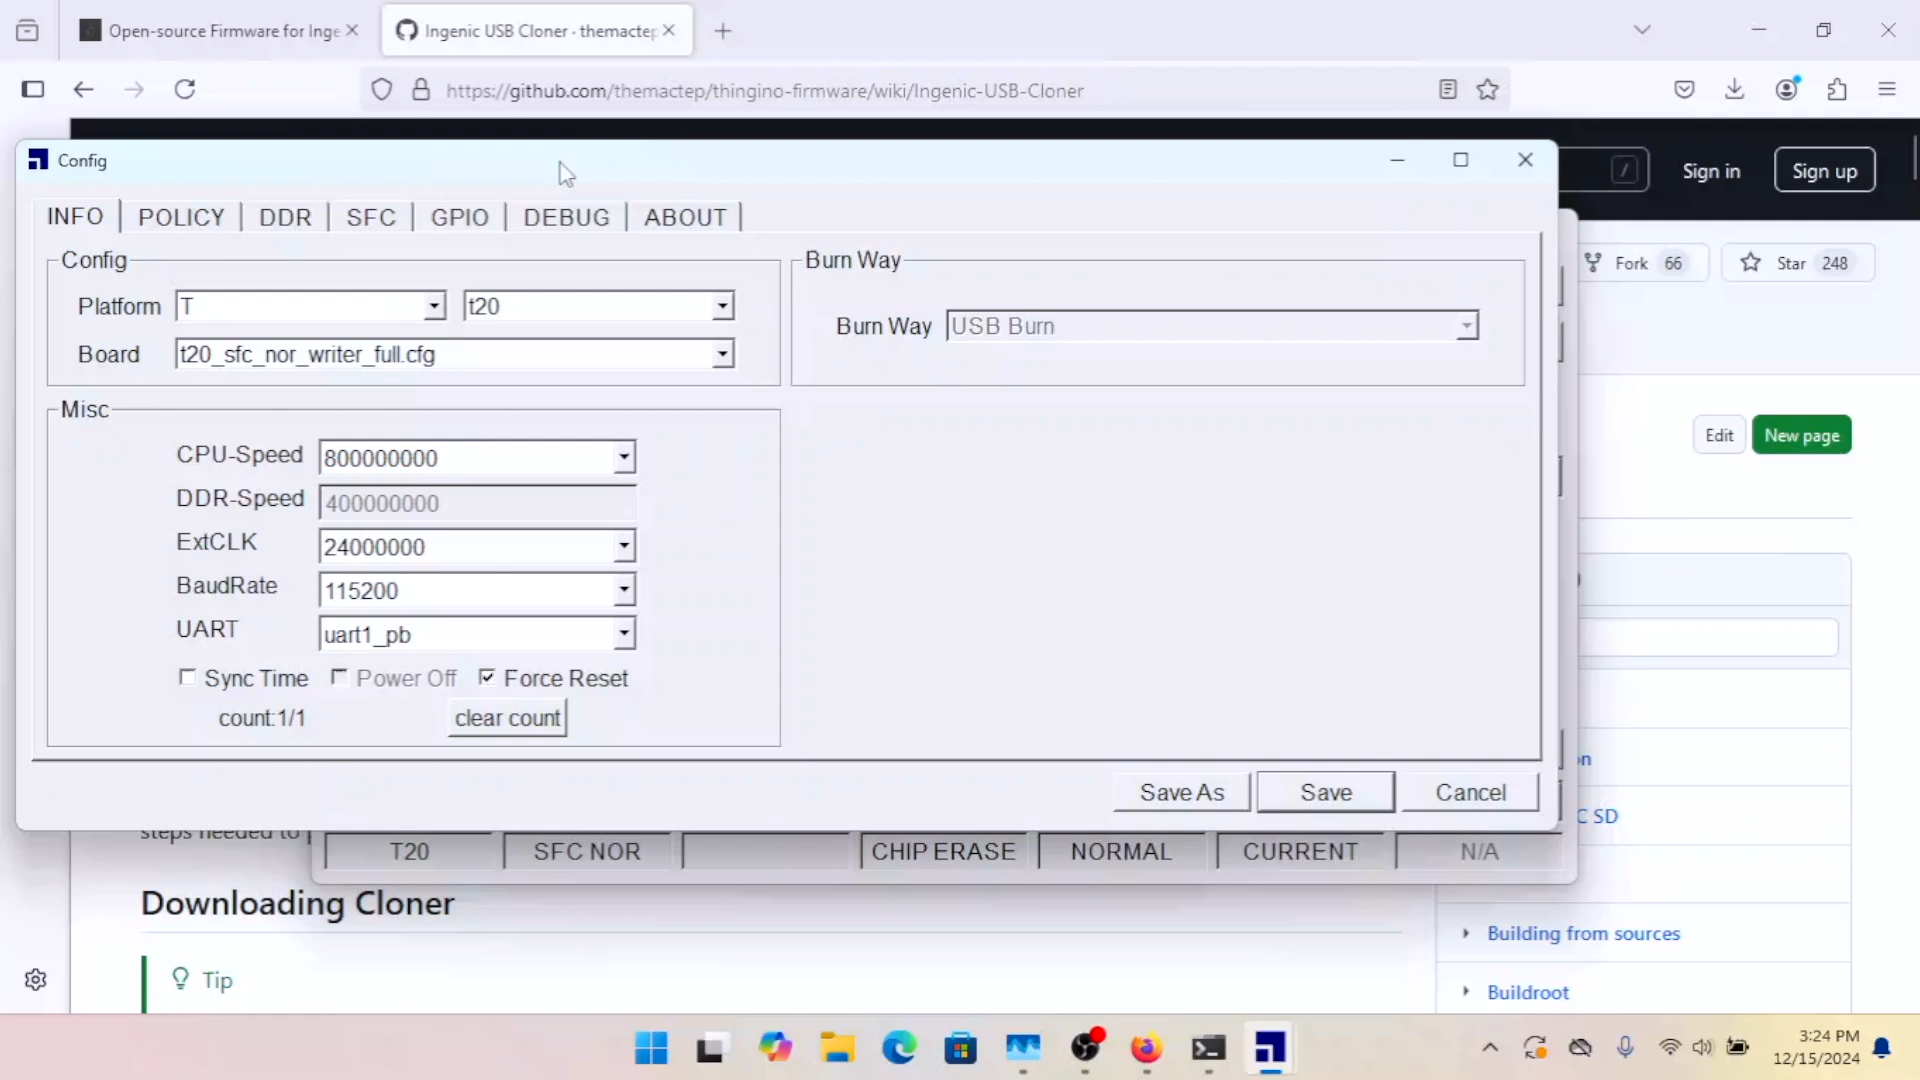 Open-source Firmware for Inge
Ingenic USB Cloner · themactep
https://github.com/themactep/thingino-firmware/wiki/Ingenic-USB-Cloner
Config
/
Sign in
Sign up
INFO
POLICY
DDR
SFC
GPIO
DEBUG
ABOUT
Fork 66
Star 248
Config
Platform
T
t20
Board
t20_sfc_nor_writer_full.cfg
Burn Way
Burn Way
USB Burn
Edit
New page
Misc
CPU-Speed
800000000
DDR-Speed
400000000
ExtCLK
24000000
BaudRate
115200
UART
uart1_pb
Sync Time
Power Off
Force Reset
count:1/1
clear count
Save As
Save
Cancel
C SD
steps needed to
T20
SFC NOR
CHIP ERASE
NORMAL
CURRENT
N/A
Downloading Cloner
Building from sources
Tip
Buildroot
3:24 PM
12/15/2024